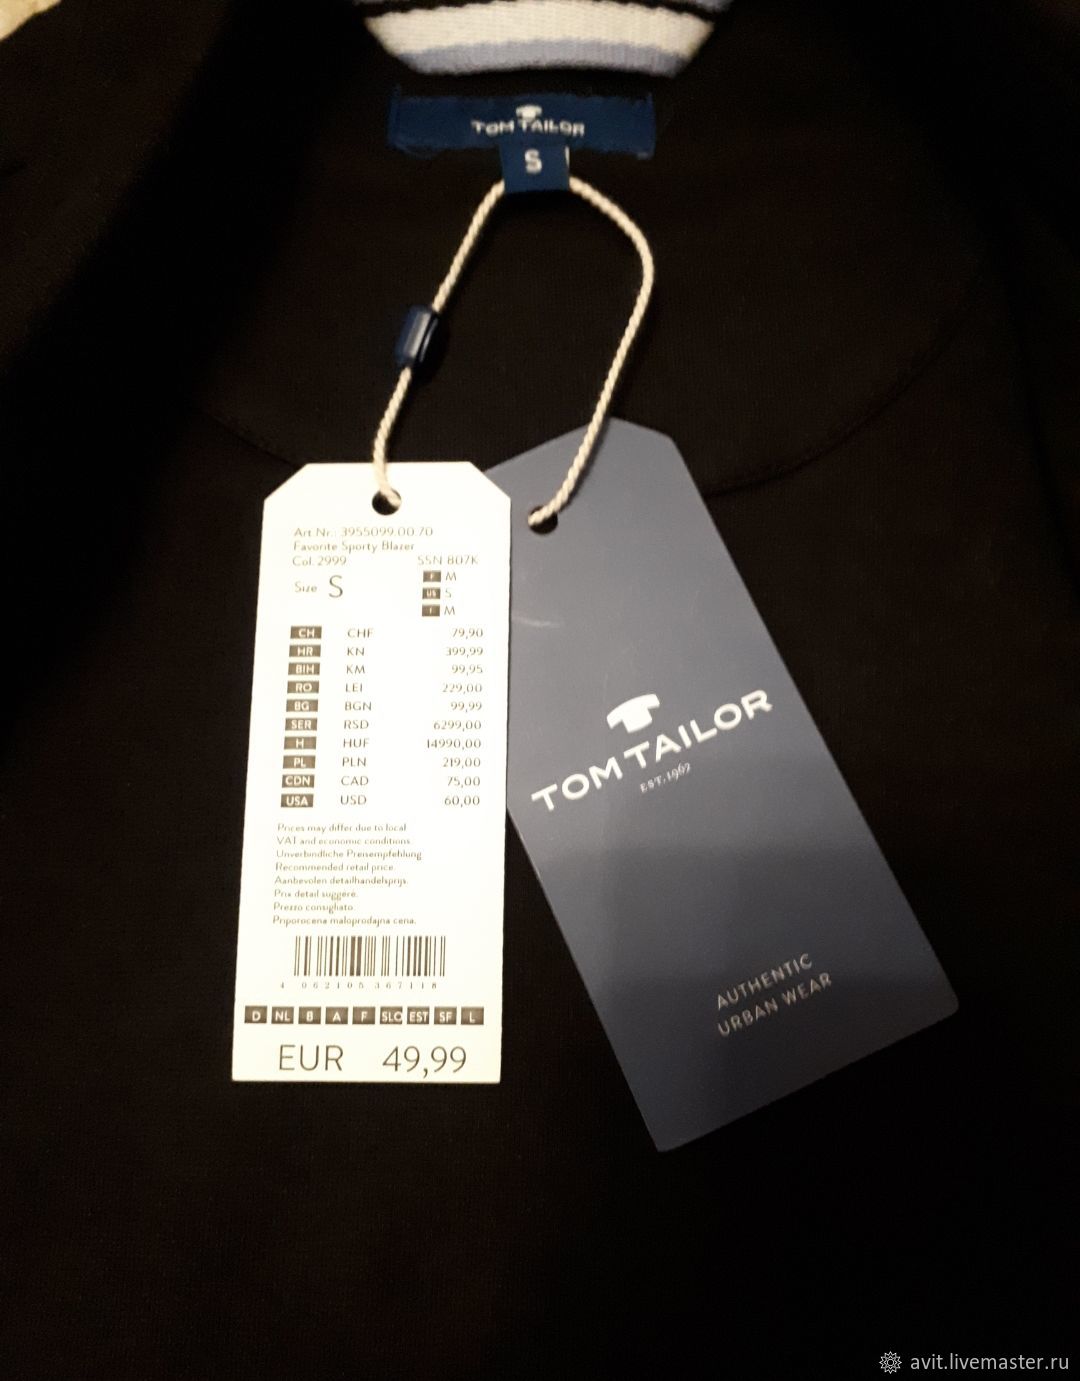 TOM TAILOR
S
Art.Nr.: 3955099.00.70
Favorite Sporty Blazer
Col. 2999 SSN 807K
Size S
F M
US S
I M
CH CHF 79,90
HR KN 399,99
BIH KM 99,95
RO LEI 229,00
BG BGN 99,99
SER RSD 6299,00
H HUF 14990,00
PL PLN 219,00
CDN CAD 75,00
USA USD 60,00
Prices may differ due to local
VAT and economic conditions.
Unverbindliche Preisempfehlung
Recommended retail price.
Aanbevolen detailhandelsprijs.
Prix detail suggéré.
Prezzo consigliato.
Priporocena maloprodajna cena.
4 062105 367118
D NL B A F SLO EST SF L
EUR 49,99
TOM TAILOR
EST. 1962
AUTHENTIC
URBAN WEAR
avit.livemaster.ru